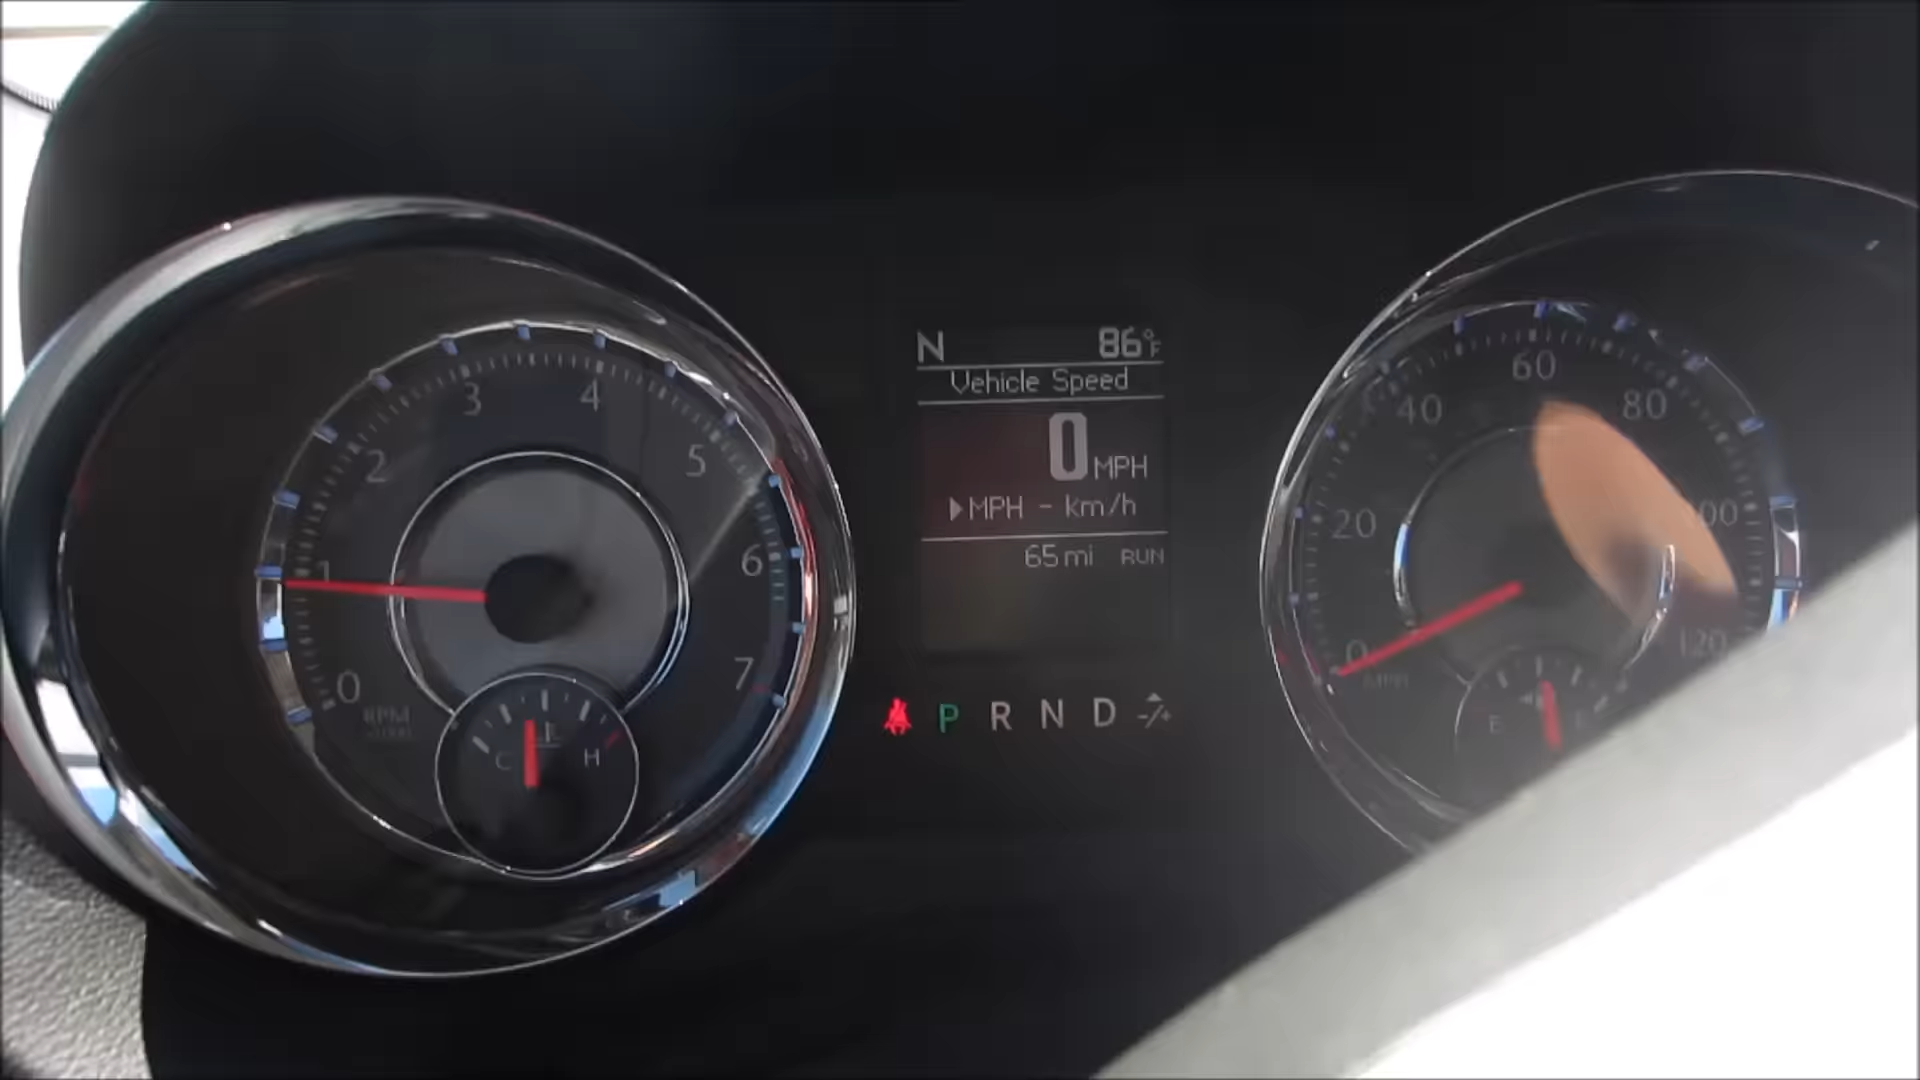 N 86°F
Vehicle Speed
0 MPH
▶MPH - km/h
65 mi RUN
P R N D -/+
0
1
2
3
4
5
6
7
RPM
C H
0
20
40
60
80
100
120
MPH
E